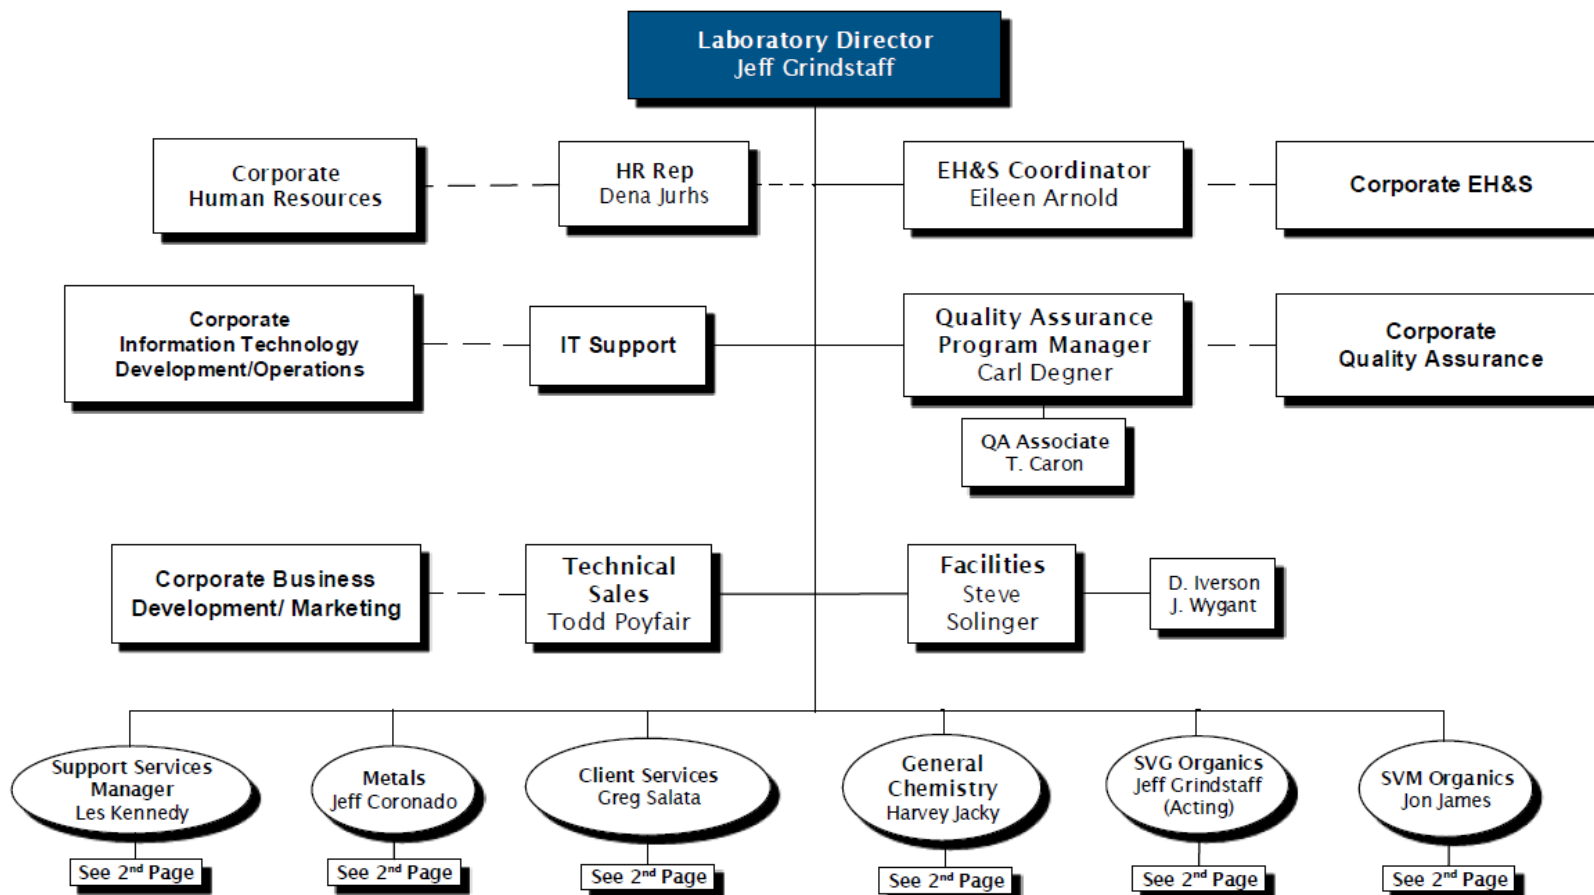 Laboratory Director
Jeff Grindstaff
Corporate
Human Resources
HR Rep
Dena Jurhs
EH&S Coordinator
Eileen Arnold
Corporate EH&S
Corporate
Information Technology
Development/Operations
IT Support
Quality Assurance
Program Manager
Carl Degner
Corporate
Quality Assurance
QA Associate
T. Caron
Corporate Business
Development/ Marketing
Technical
Sales
Todd Poyfair
Facilities
Steve
Solinger
D. Iverson
J. Wygant
Support Services
Manager
Les Kennedy
Metals
Jeff Coronado
Client Services
Greg Salata
General
Chemistry
Harvey Jacky
SVG Organics
Jeff Grindstaff
(Acting)
SVM Organics
Jon James
See 2nd Page
See 2nd Page
See 2nd Page
See 2nd Page
See 2nd Page
See 2nd Page